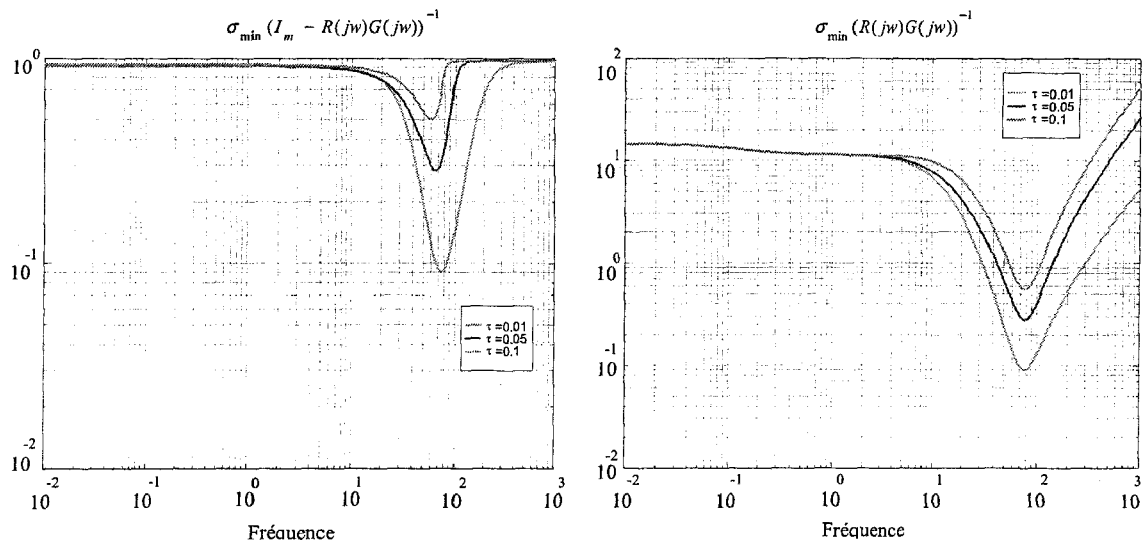 σ_min (I_m - R(jw)G(jw))^-1
10^0
10^-1
10^-2
τ =0.01
τ =0.05
τ =0.1
10^-2 10^-1 10^0 10^1 10^2 10^3
Fréquence
σ_min (R(jw)G(jw))^-1
10^2
10^1
10^0
10^-1
10^-2
τ =0.01
τ =0.05
τ =0.1
10^-2 10^-1 10^0 10^1 10^2 10^3
Fréquence